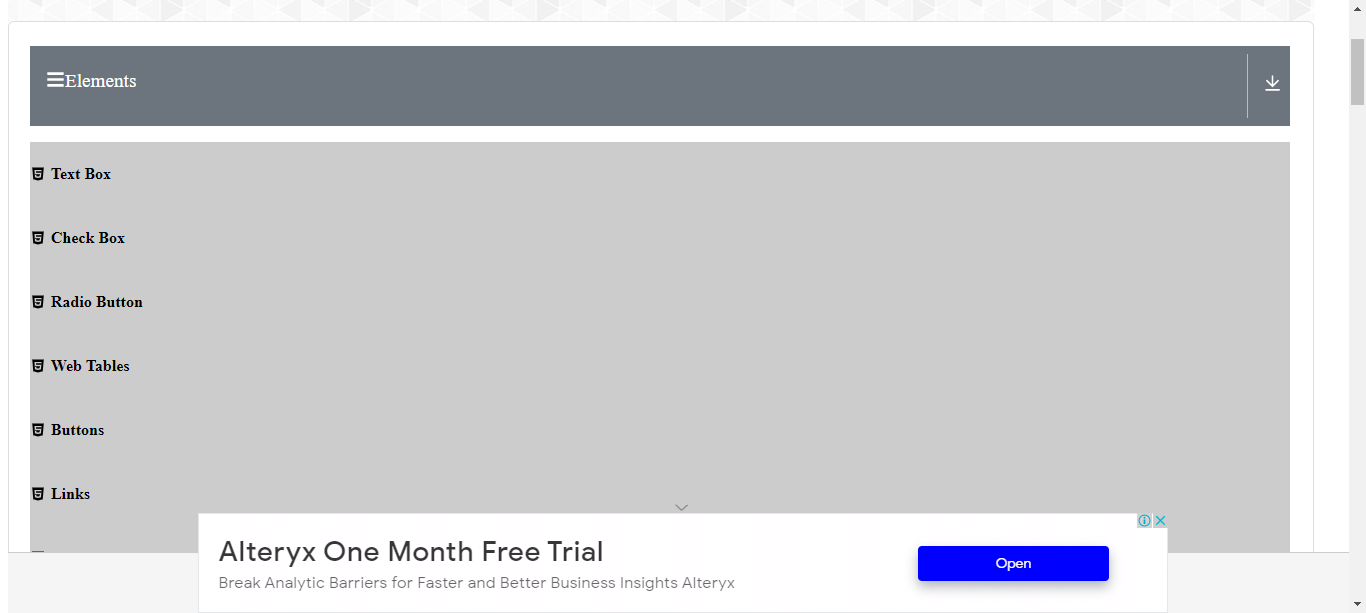 Elements
Text Box
Check Box
Radio Button
Web Tables
Buttons
Links
Alteryx One Month Free Trial
Break Analytic Barriers for Faster and Better Business Insights Alteryx
Open